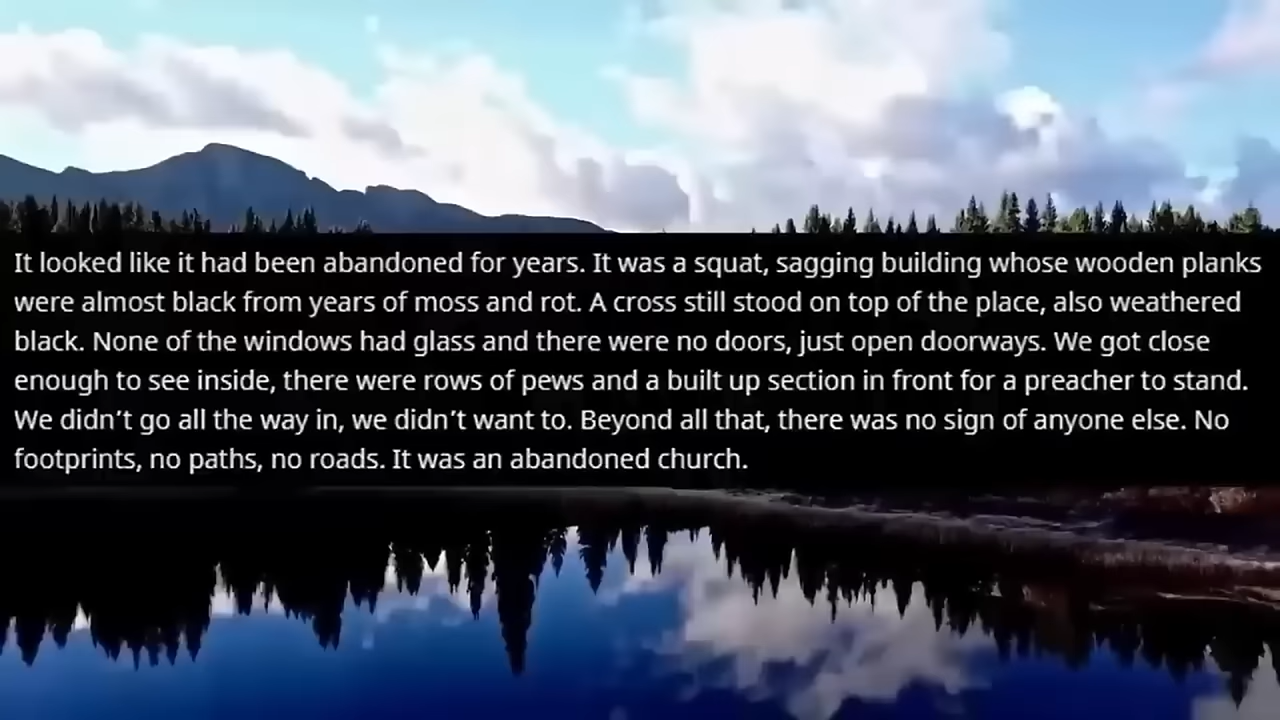 It looked like it had been abandoned for years. It was a squat, sagging building whose wooden planks
were almost black from years of moss and rot. A cross still stood on top of the place, also weathered
black. None of the windows had glass and there were no doors, just open doorways. We got close
enough to see inside, there were rows of pews and a built up section in front for a preacher to stand.
We didn’t go all the way in, we didn’t want to. Beyond all that, there was no sign of anyone else. No
footprints, no paths, no roads. It was an abandoned church.